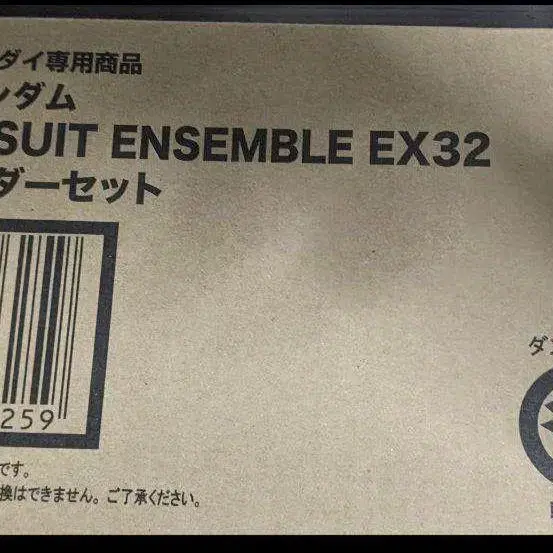 ダイ専用商品
ンダム
SUIT ENSEMBLE EX32
ダーセット
259
です。
換はできません。ご了承ください。
ダ